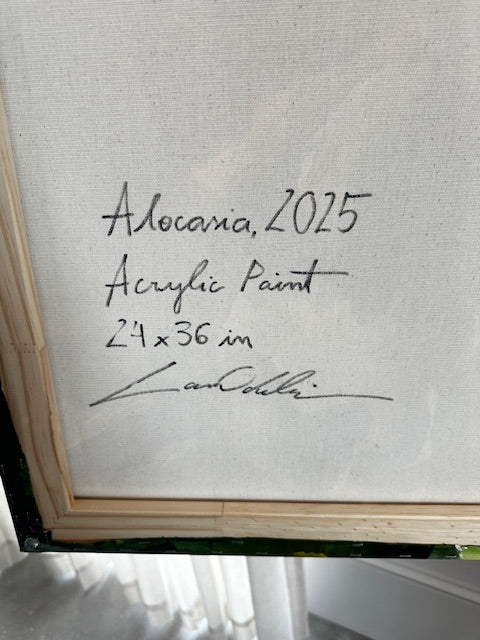 Alocasia, 2025
Acrylic Paint
24 x 36 in